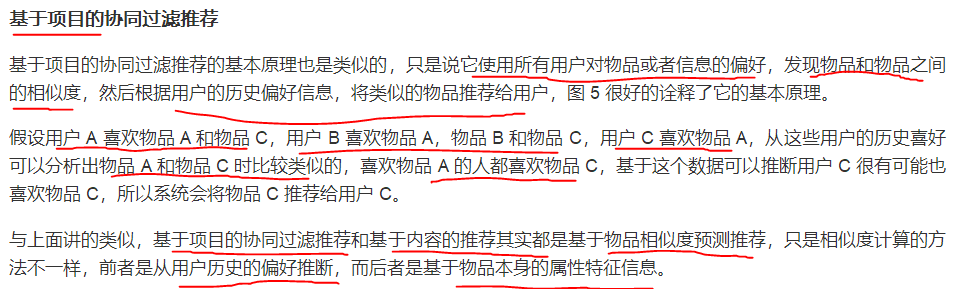 基于项目的协同过滤推荐
基于项目的协同过滤推荐的基本原理也是类似的，只是说它使用所有用户对物品或者信息的偏好，发现物品和物品之间
的相似度，然后根据用户的历史偏好信息，将类似的物品推荐给用户，图 5 很好的诠释了它的基本原理。
假设用户 A 喜欢物品 A 和物品 C，用户 B 喜欢物品 A，物品 B 和物品 C，用户 C 喜欢物品 A，从这些用户的历史喜好
可以分析出物品 A 和物品 C 时比较类似的，喜欢物品 A 的人都喜欢物品 C，基于这个数据可以推断用户 C 很有可能也
喜欢物品 C，所以系统会将物品 C 推荐给用户 C。
与上面讲的类似，基于项目的协同过滤推荐和基于内容的推荐其实都是基于物品相似度预测推荐，只是相似度计算的方
法不一样，前者是从用户历史的偏好推断，而后者是基于物品本身的属性特征信息。